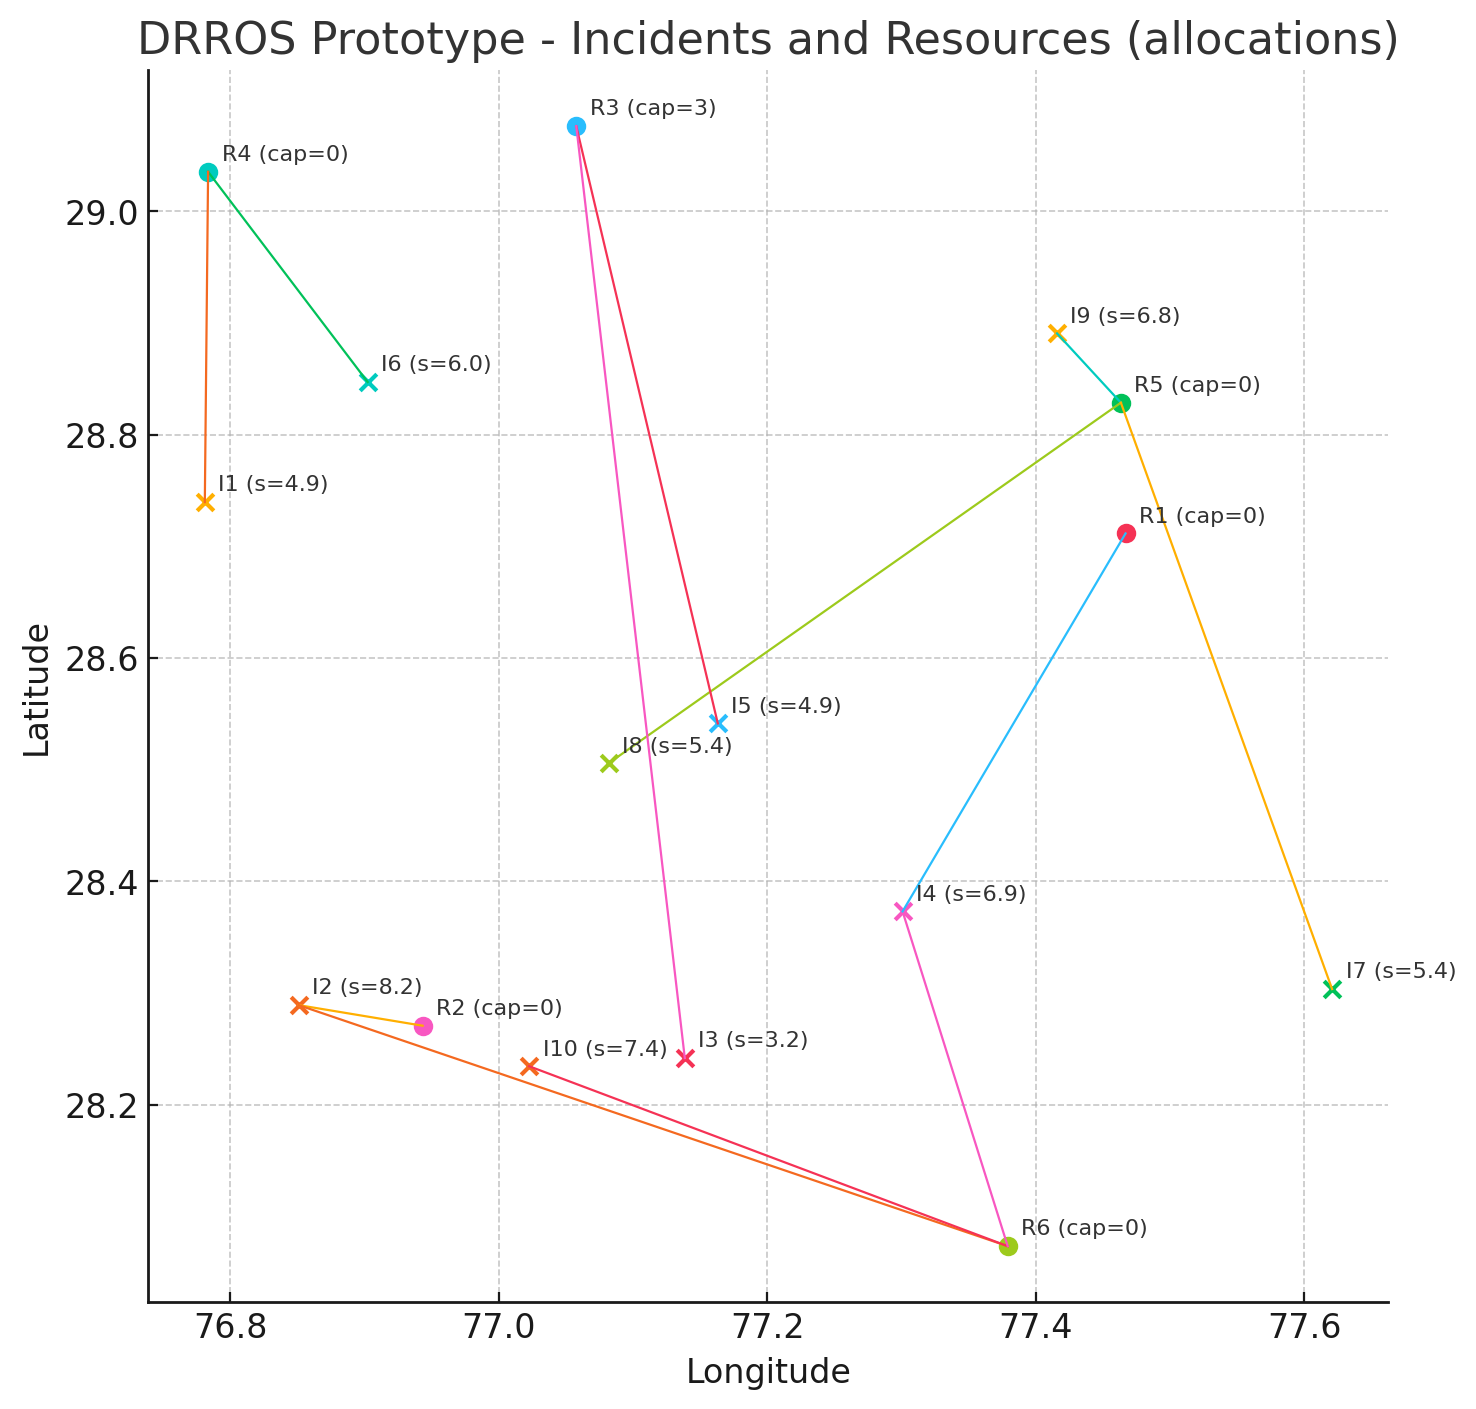 DRROS Prototype - Incidents and Resources (allocations)
R3 (cap=3)
R4 (cap=0)
29.0
I9 (s=6.8)
I6 (s=6.0)
R5 (cap=0)
28.8
I1 (s=4.9)
R1 (cap=0)
Latitude
28.6
I5 (s=4.9)
I8 (s=5.4)
28.4
I4 (s=6.9)
I7 (s=5.4)
I2 (s=8.2)
R2 (cap=0)
I3 (s=3.2)
I10 (s=7.4)
28.2
R6 (cap=0)
76.8 77.0 77.2 77.4 77.6
Longitude